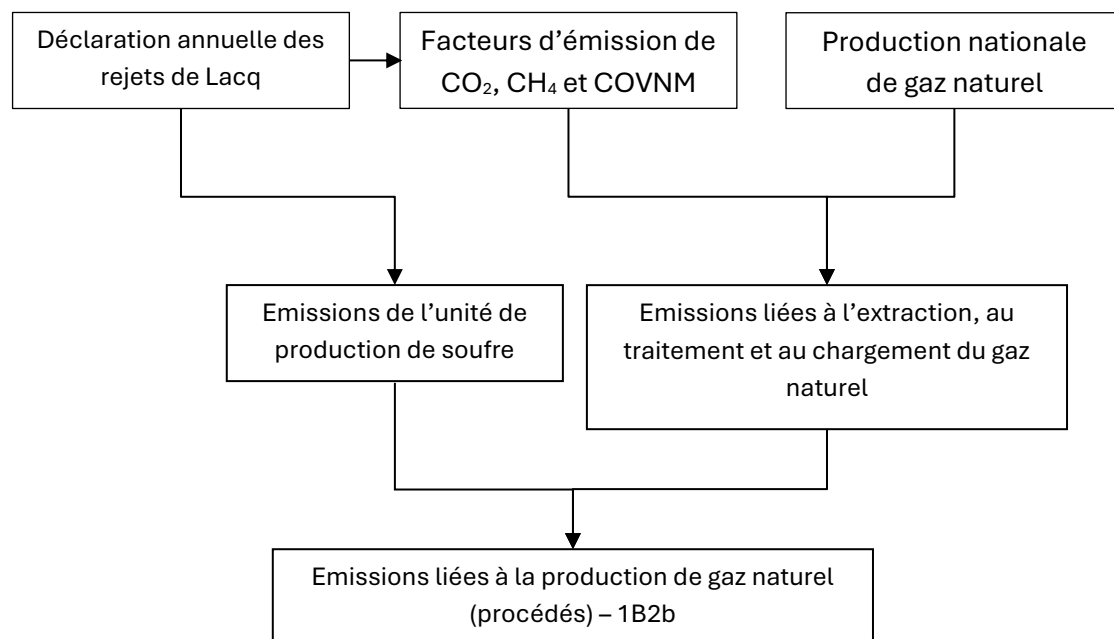 Déclaration annuelle des
rejets de Lacq
Facteurs d’émission de
CO₂, CH₄ et COVNM
Production nationale
de gaz naturel
Emissions de l’unité de
production de soufre
Emissions liées à l’extraction, au
traitement et au chargement du gaz
naturel
Emissions liées à la production de gaz naturel
(procédés) – 1B2b